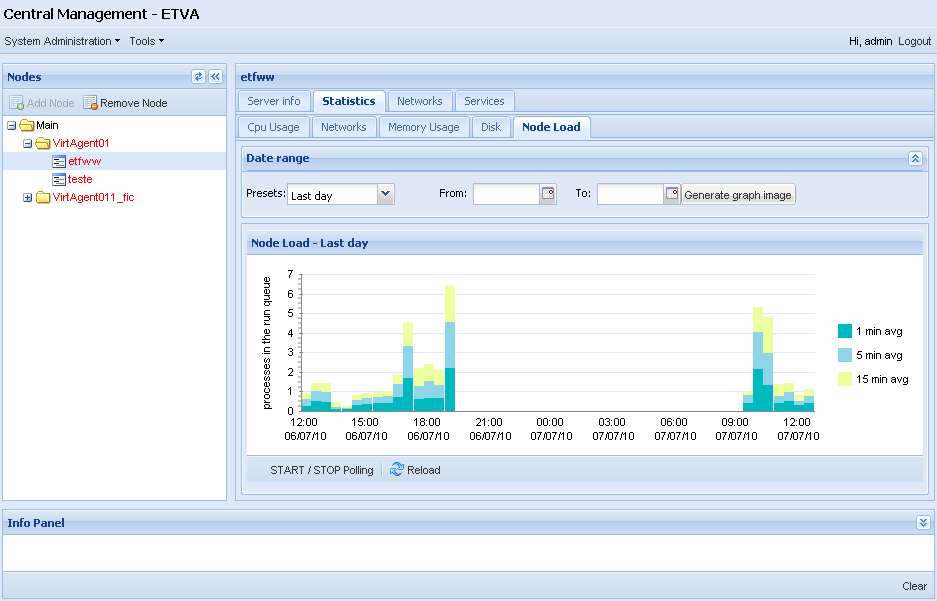 Central Management - ETVA
System Administration Tools
Hi, admin Logout
Nodes
Add Node Remove Node
Main
VirtAgent01
etfww
teste
VirtAgent011_fic
etfww
Server info Statistics Networks Services
Cpu Usage Networks Memory Usage Disk Node Load
Date range
Presets: Last day From: To: Generate graph image
Node Load - Last day
processes in the run queue
7
6
5
4
3
2
1
0
12:00 15:00 18:00 21:00 00:00 03:00 06:00 09:00 12:00
06/07/10 06/07/10 06/07/10 06/07/10 07/07/10 07/07/10 07/07/10 07/07/10 07/07/10
1 min avg
5 min avg
15 min avg
START / STOP Polling Reload
Info Panel
Clear